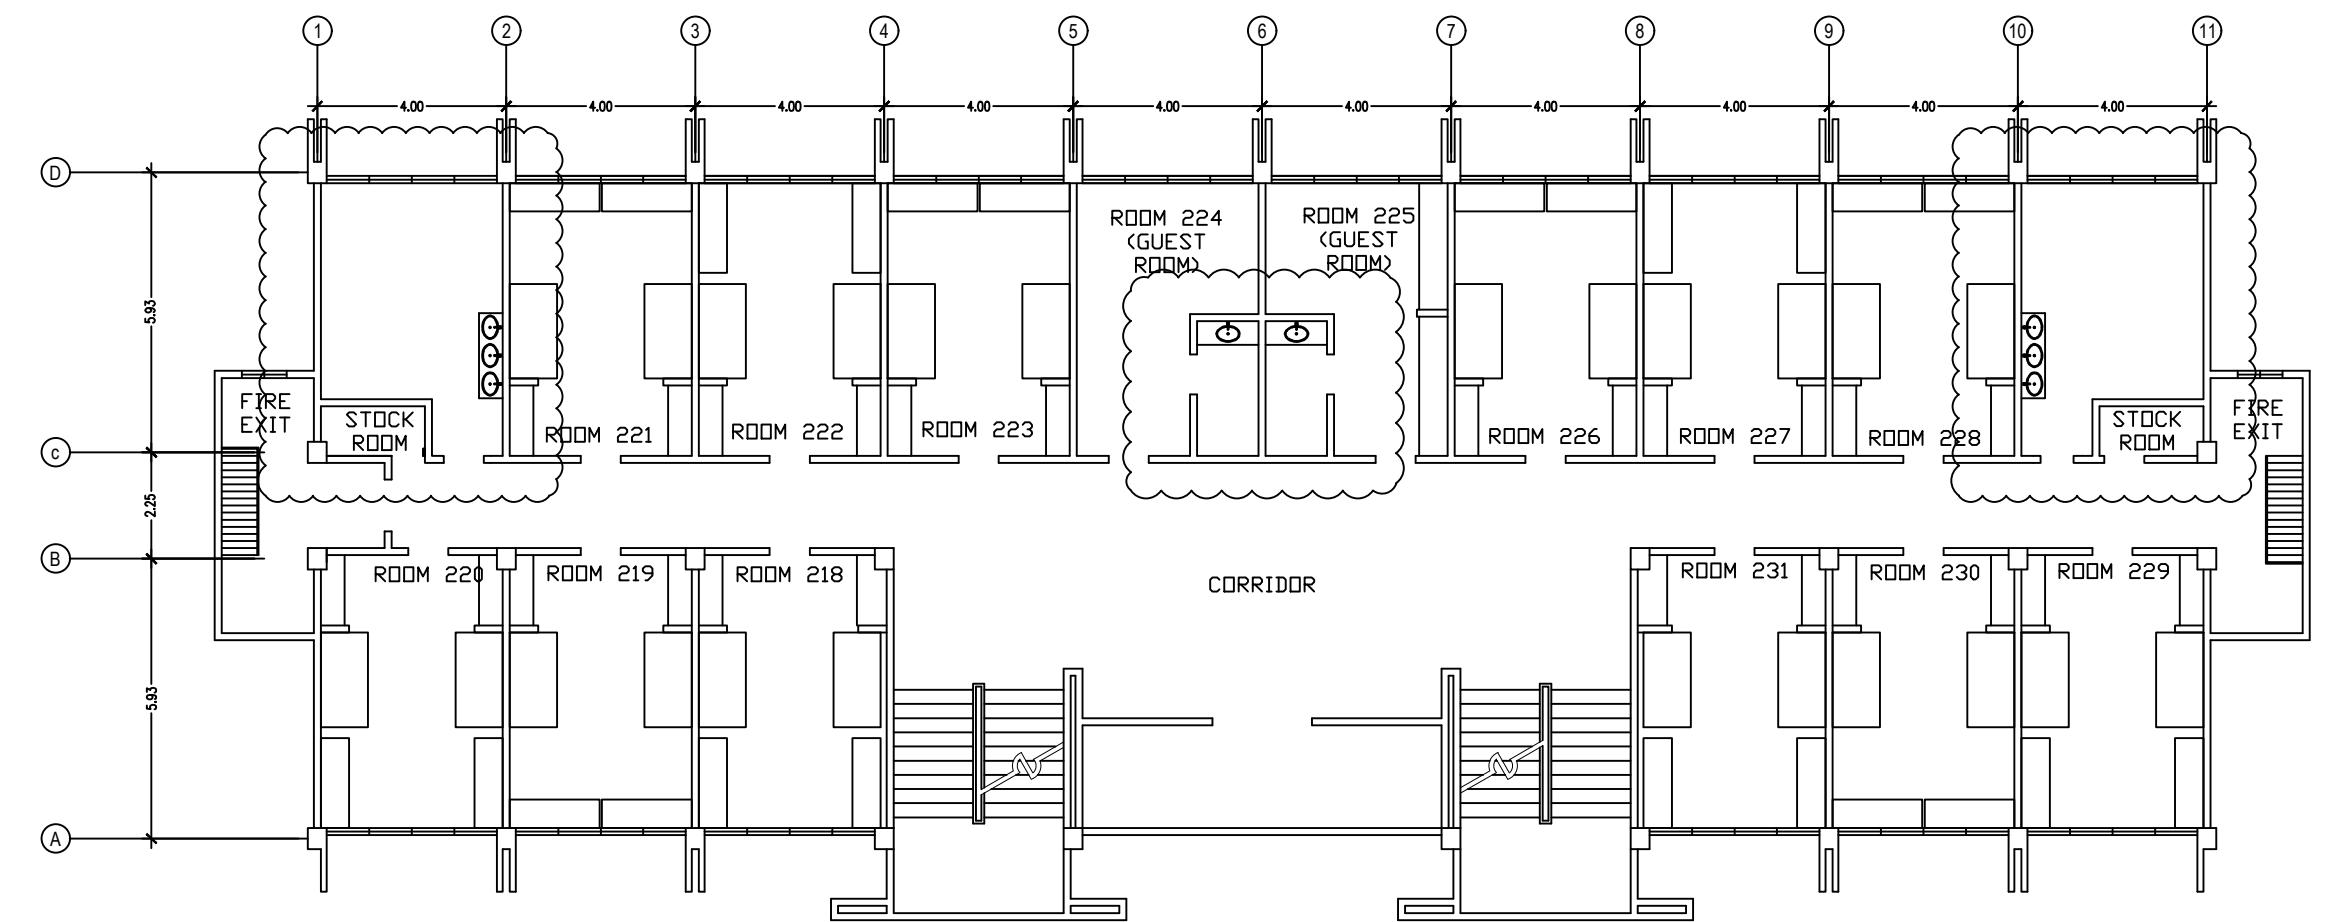 1 2 3 4 5 6 7 8 9 10 11
4.00 4.00 4.00 4.00 4.00 4.00 4.00 4.00 4.00 4.00
D
ROOM 224
(GUEST
ROOM)
ROOM 225
(GUEST
ROOM)
5.93
FIRE
EXIT
STOCK
ROOM
ROOM 221
ROOM 222
ROOM 223
ROOM 226
ROOM 227
ROOM 228
STOCK
ROOM
FIRE
EXIT
c
2.25
B
ROOM 220
ROOM 219
ROOM 218
CORRIDOR
ROOM 231
ROOM 230
ROOM 229
5.93
A